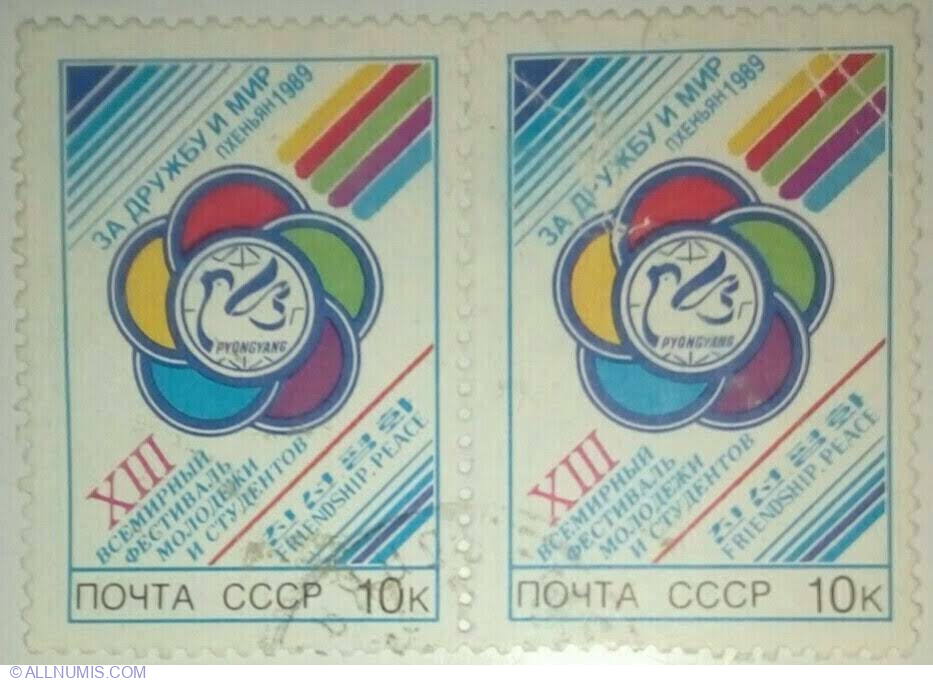 ЗА ДРУЖБУ И МИР
ПХЕНЬЯН 1989
PYONGYANG
XIII
ВСЕМИРНЫЙ
ФЕСТИВАЛЬ
МОЛОДЕЖИ
И СТУДЕНТОВ
FRIENDSHIP. PEACE
ПОЧТА СССР 10К
ЗА ДРУЖБУ И МИР
ПХЕНЬЯН 1989
PYONGYANG
XIII
ВСЕМИРНЫЙ
ФЕСТИВАЛЬ
МОЛОДЕЖИ
И СТУДЕНТОВ
FRIENDSHIP. PEACE
ПОЧТА СССР 10К
© ALLNUMIS.COM